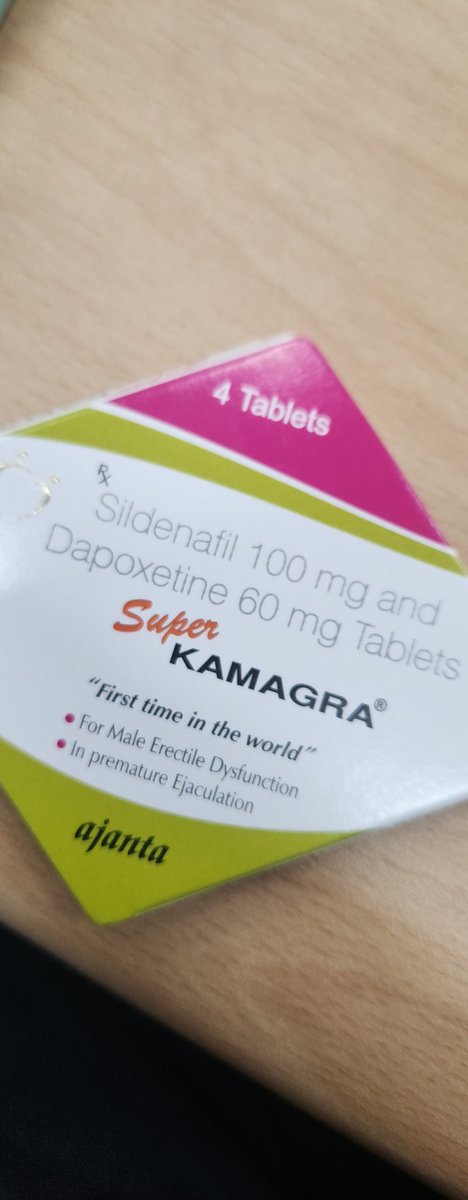 4 Tablets
Rx
Sildenafil 100 mg and
Dapoxetine 60 mg Tablets
Super
KAMAGRA®
“First time in the world”
• For Male Erectile Dysfunction
• In premature Ejaculation
ajanta